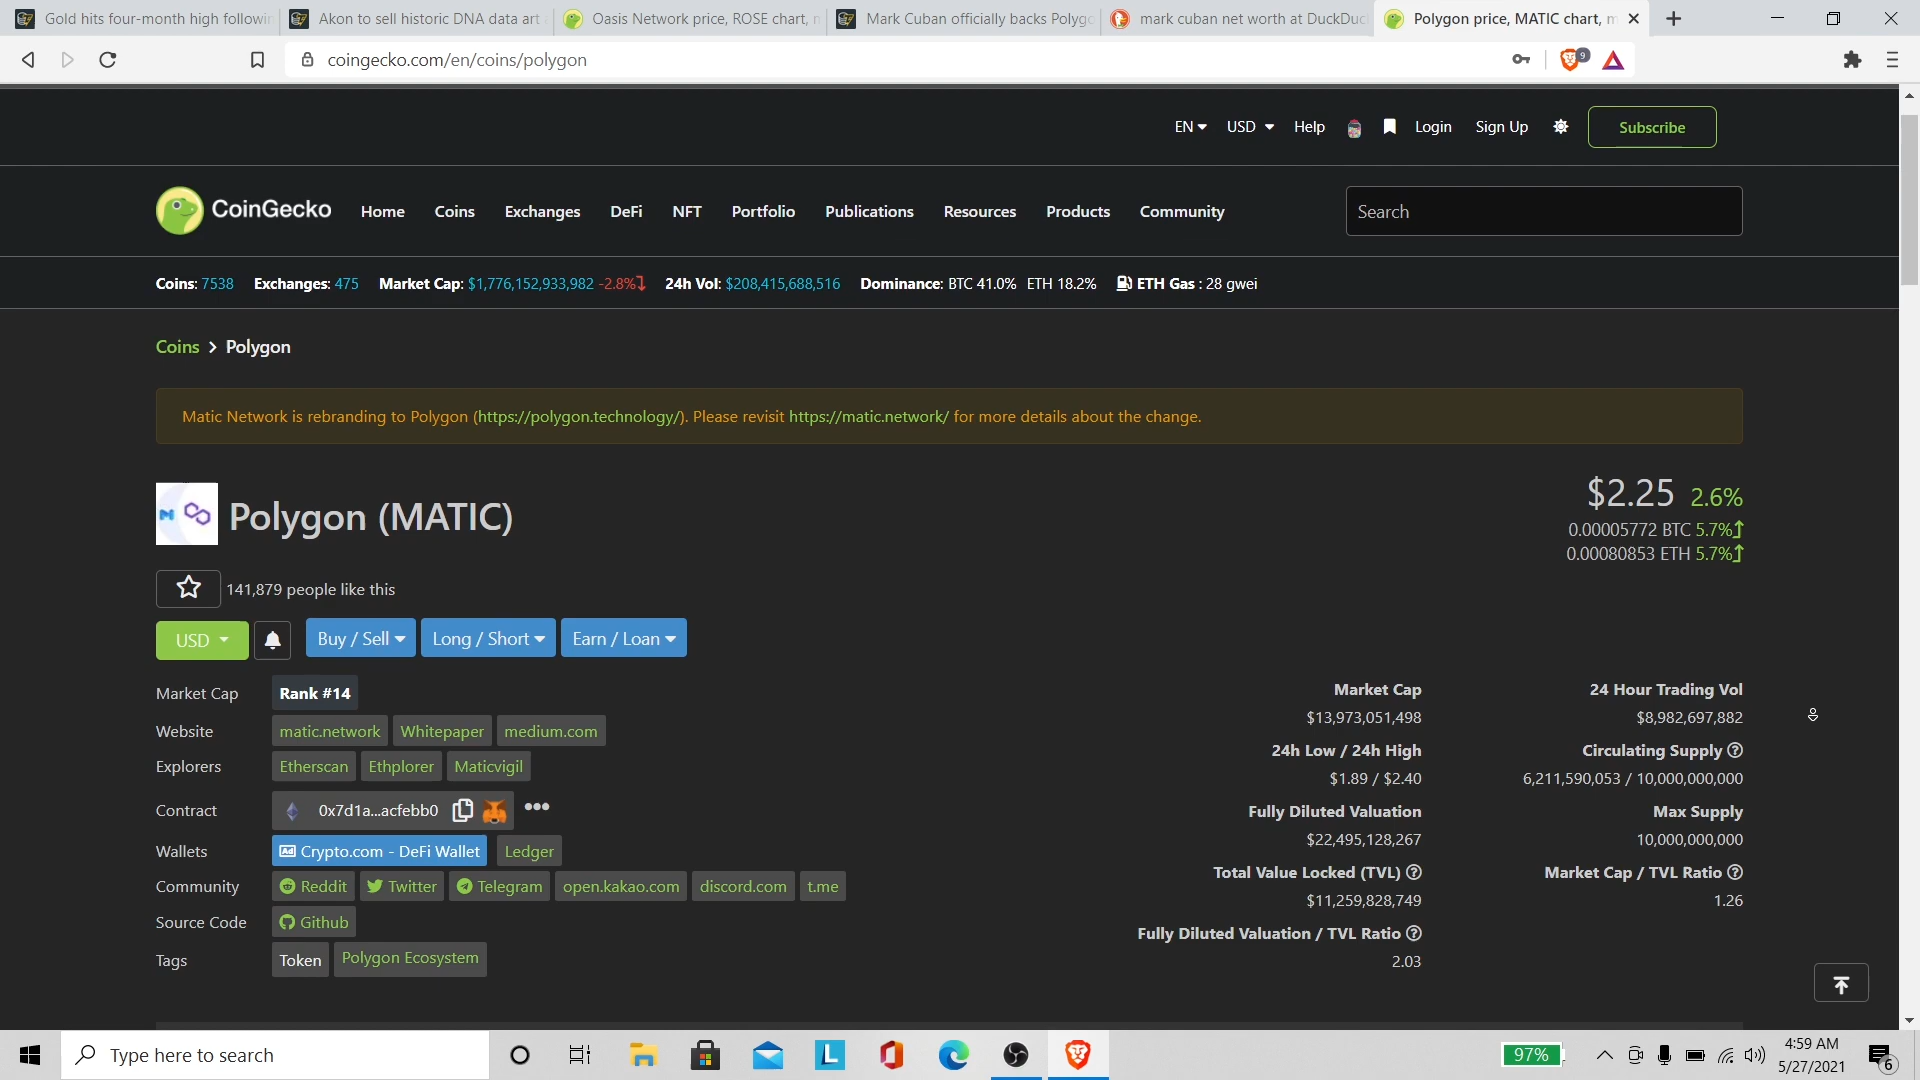 Gold hits four-month high followin
Akon to sell historic DNA data art
Oasis Network price, ROSE chart, m
Mark Cuban officially backs Polygo
mark cuban net worth at DuckDuc
Polygon price, MATIC chart, m
coingecko.com/en/coins/polygon
9
EN
USD
Help
Login
Sign Up
Subscribe
CoinGecko
Home
Coins
Exchanges
DeFi
NFT
Portfolio
Publications
Resources
Products
Community
Search
Coins: 7538 Exchanges: 475 Market Cap: $1,776,152,933,982 -2.8% 24h Vol: $208,415,688,516 Dominance: BTC 41.0% ETH 18.2% ETH Gas : 28 gwei
Coins > Polygon
Matic Network is rebranding to Polygon (https://polygon.technology/). Please revisit https://matic.network/ for more details about the change.
M
Polygon (MATIC)
$2.25 2.6%
0.00005772 BTC 5.7%
0.00080853 ETH 5.7%
141,879 people like this
USD
Buy / Sell
Long / Short
Earn / Loan
Market Cap Rank #14
Website matic.network Whitepaper medium.com
Explorers Etherscan Ethplorer Maticvigil
Contract 0x7d1a...acfebb0 •••
Wallets Ad Crypto.com - DeFi Wallet Ledger
Community Reddit Twitter Telegram open.kakao.com discord.com t.me
Source Code Github
Tags Token Polygon Ecosystem
Market Cap
$13,973,051,498
24h Low / 24h High
$1.89 / $2.40
Fully Diluted Valuation
$22,495,128,267
Total Value Locked (TVL)
$11,259,828,749
Fully Diluted Valuation / TVL Ratio
2.03
24 Hour Trading Vol
$8,982,697,882
Circulating Supply
6,211,590,053 / 10,000,000,000
Max Supply
10,000,000,000
Market Cap / TVL Ratio
1.26
Type here to search
L
97%
4:59 AM
5/27/2021
6